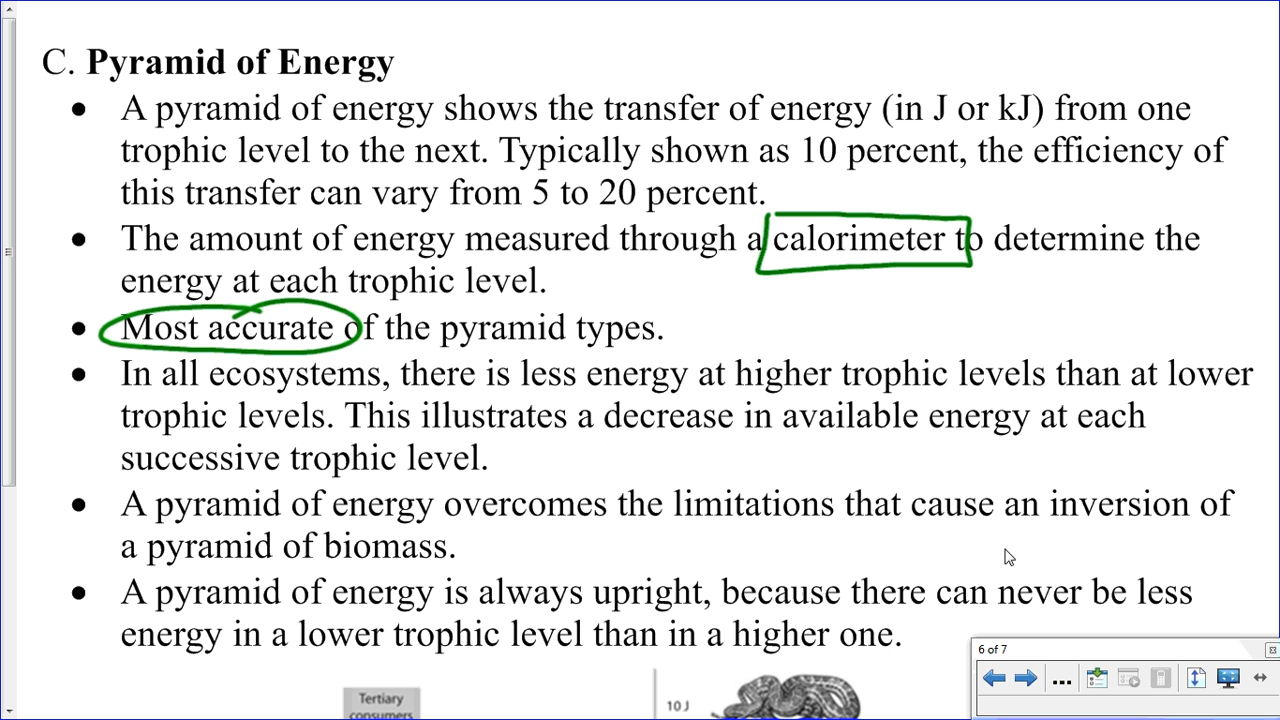 C. Pyramid of Energy
• A pyramid of energy shows the transfer of energy (in J or kJ) from one
trophic level to the next. Typically shown as 10 percent, the efficiency of
this transfer can vary from 5 to 20 percent.
• The amount of energy measured through a calorimeter to determine the
energy at each trophic level.
• Most accurate of the pyramid types.
• In all ecosystems, there is less energy at higher trophic levels than at lower
trophic levels. This illustrates a decrease in available energy at each
successive trophic level.
• A pyramid of energy overcomes the limitations that cause an inversion of
a pyramid of biomass.
• A pyramid of energy is always upright, because there can never be less
energy in a lower trophic level than in a higher one.
6 of 7
Tertiary
consumers
10 J